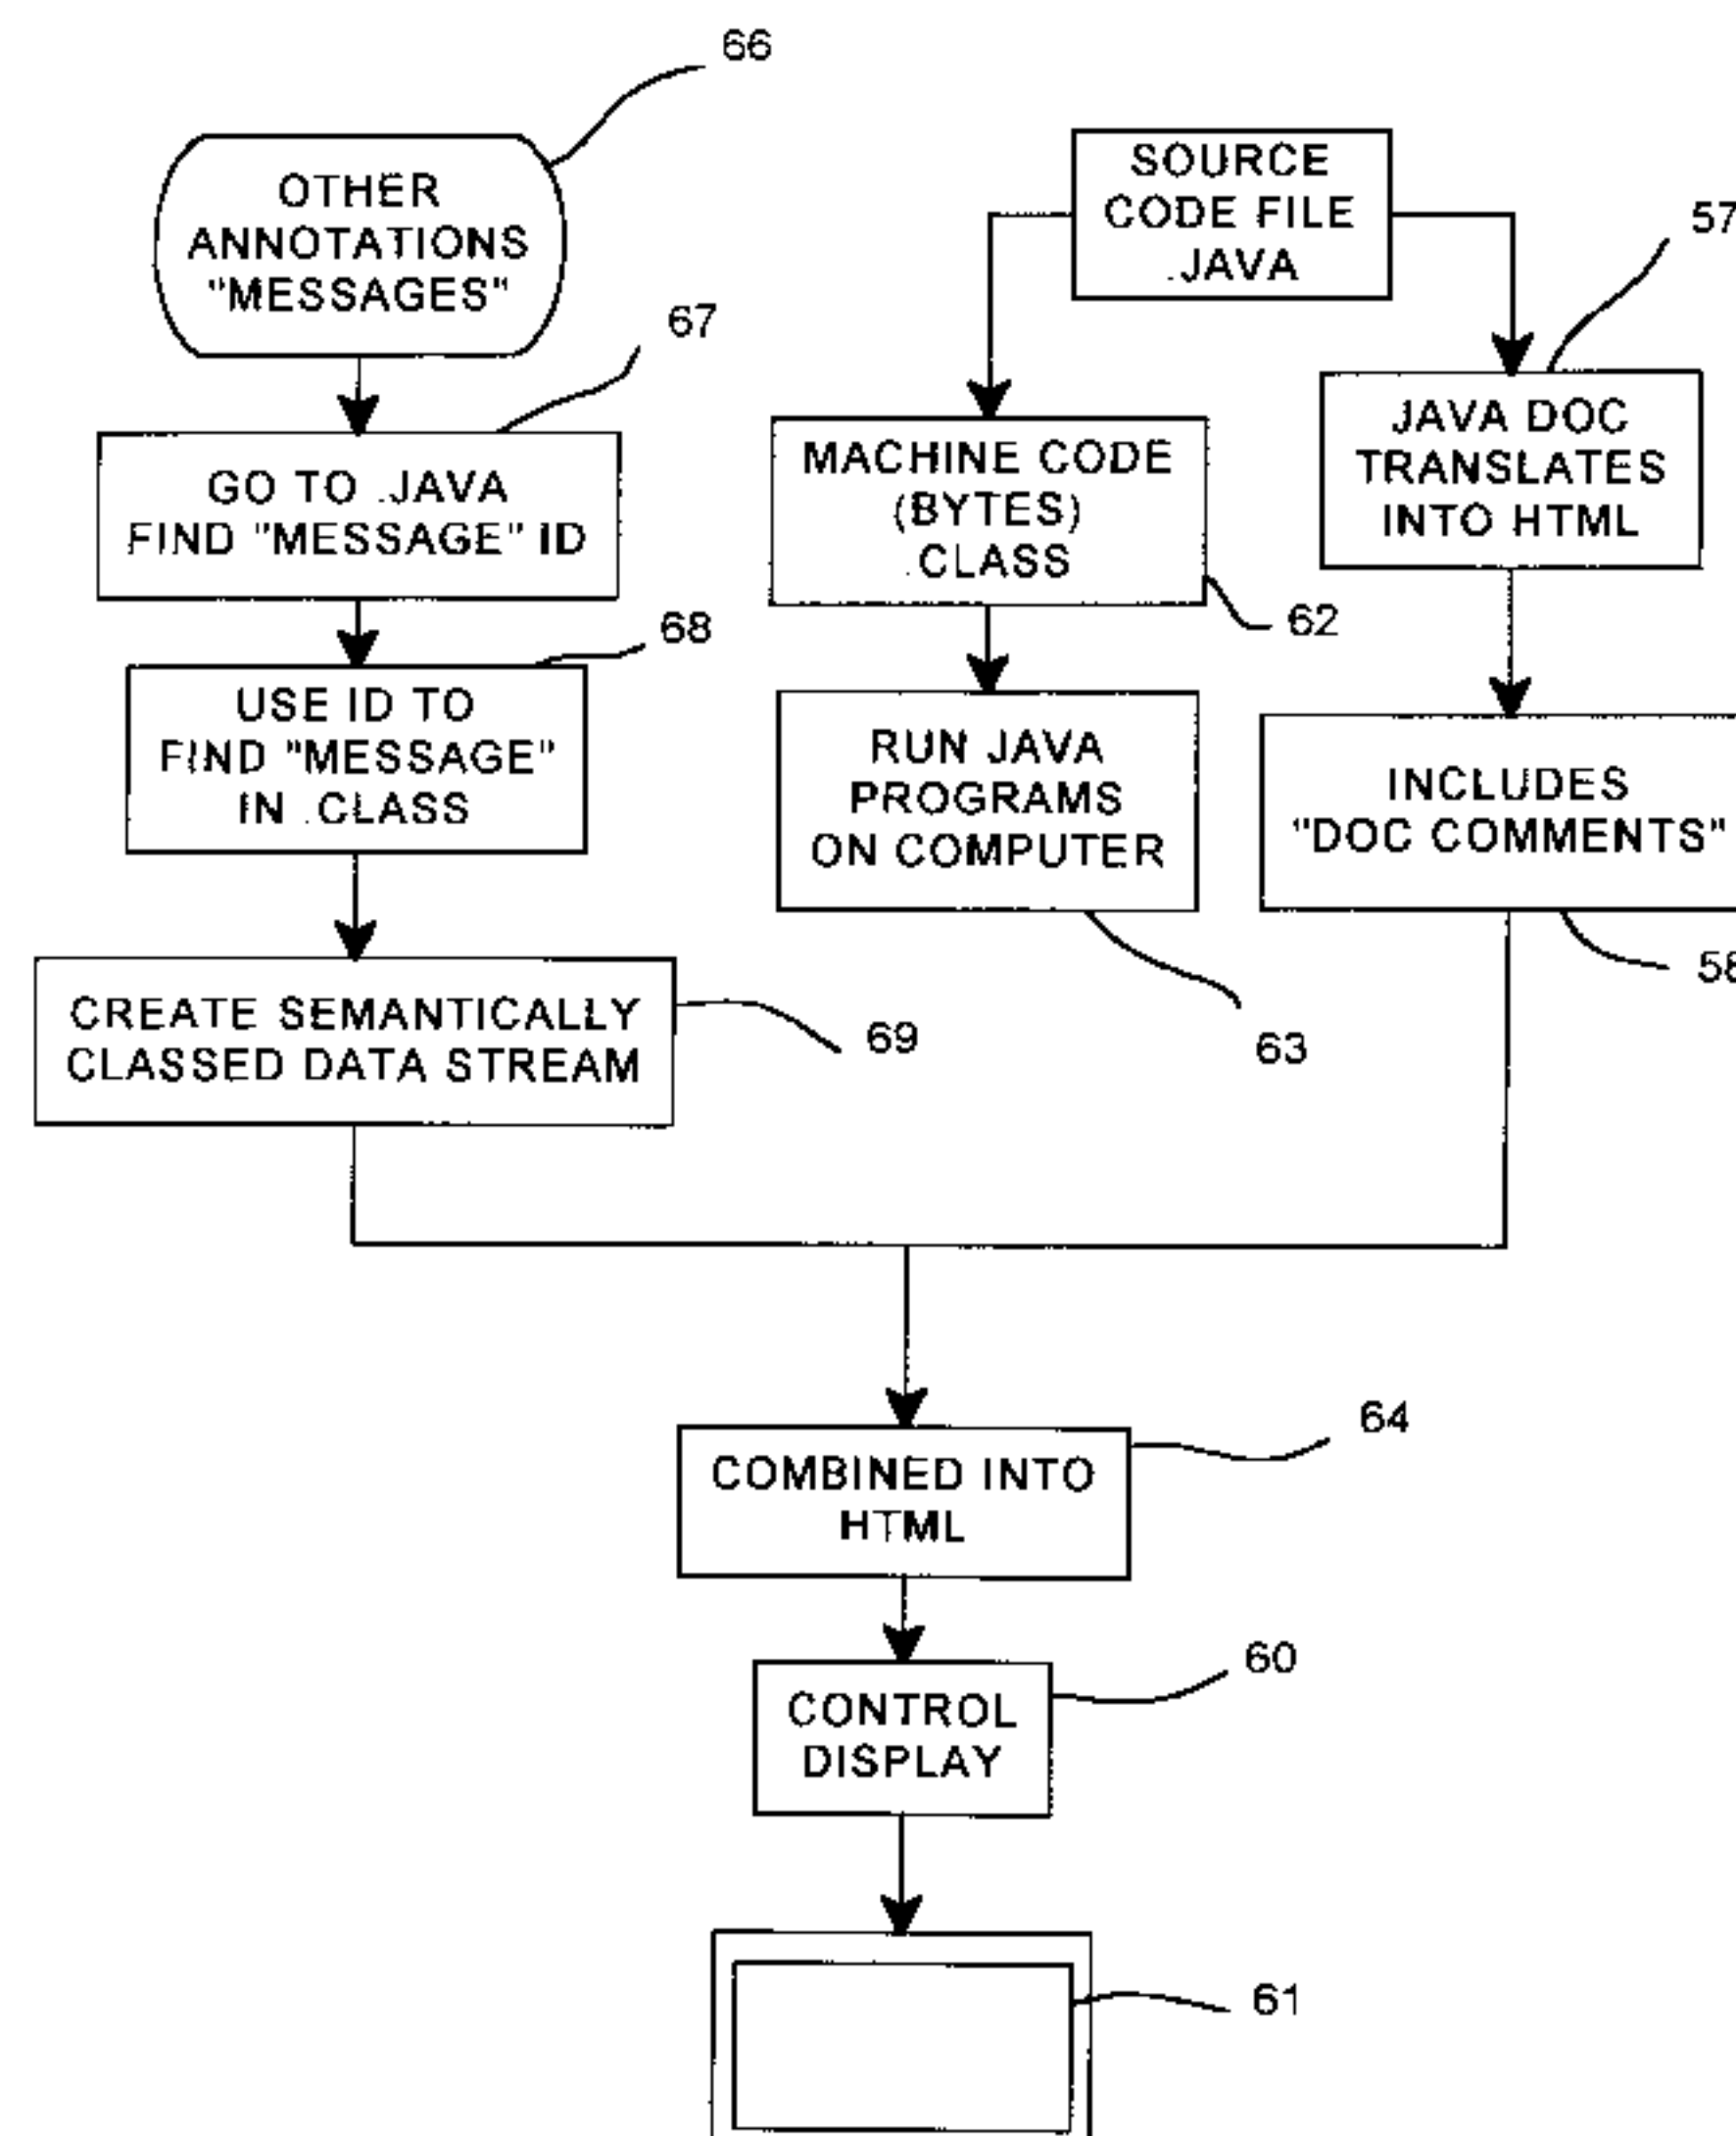 66
OTHER
ANNOTATIONS
"MESSAGES"
SOURCE
CODE FILE
.JAVA
57
67
GO TO .JAVA
FIND "MESSAGE" ID
MACHINE CODE
(BYTES)
.CLASS
62
JAVA DOC
TRANSLATES
INTO HTML
68
USE ID TO
FIND "MESSAGE"
IN .CLASS
RUN JAVA
PROGRAMS
ON COMPUTER
63
INCLUDES
"DOC COMMENTS"
58
CREATE SEMANTICALLY
CLASSED DATA STREAM
69
64
COMBINED INTO
HTML
60
CONTROL
DISPLAY
61